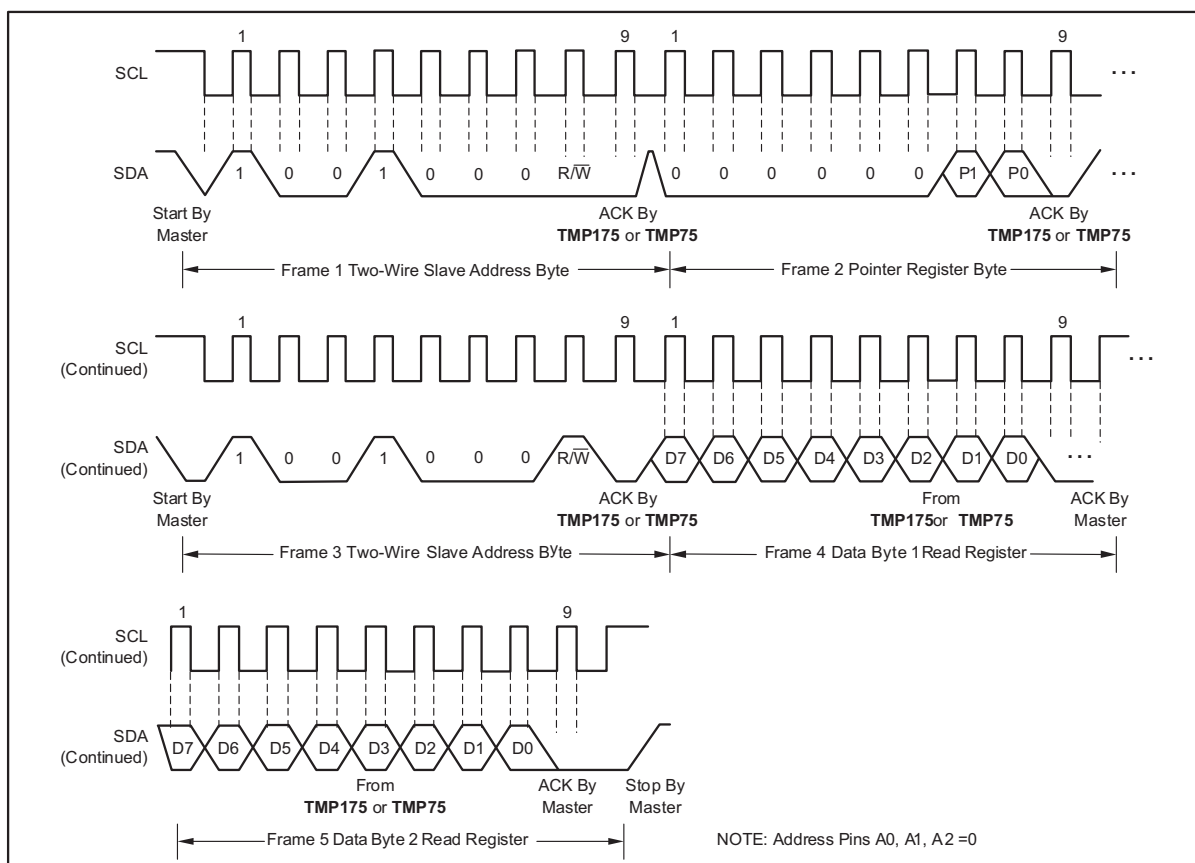 1 9 1 9
SCL ...
SDA 1 0 0 1 0 0 0 R/W̅ 0 0 0 0 0 0 P1 P0 ...
Start By Master
ACK By TMP175 or TMP75
ACK By TMP175 or TMP75
Frame 1 Two-Wire Slave Address Byte
Frame 2 Pointer Register Byte
1 9 1 9
SCL (Continued) ...
SDA (Continued) 1 0 0 1 0 0 0 R/W̅ D7 D6 D5 D4 D3 D2 D1 D0 ...
Start By Master
ACK By TMP175 or TMP75
From TMP175or TMP75
ACK By Master
Frame 3 Two-Wire Slave Address Byte
Frame 4 Data Byte 1 Read Register
1 9
SCL (Continued)
SDA (Continued) D7 D6 D5 D4 D3 D2 D1 D0
From TMP175 or TMP75
ACK By Master
Stop By Master
Frame 5 Data Byte 2 Read Register
NOTE: Address Pins A0, A1, A2 =0